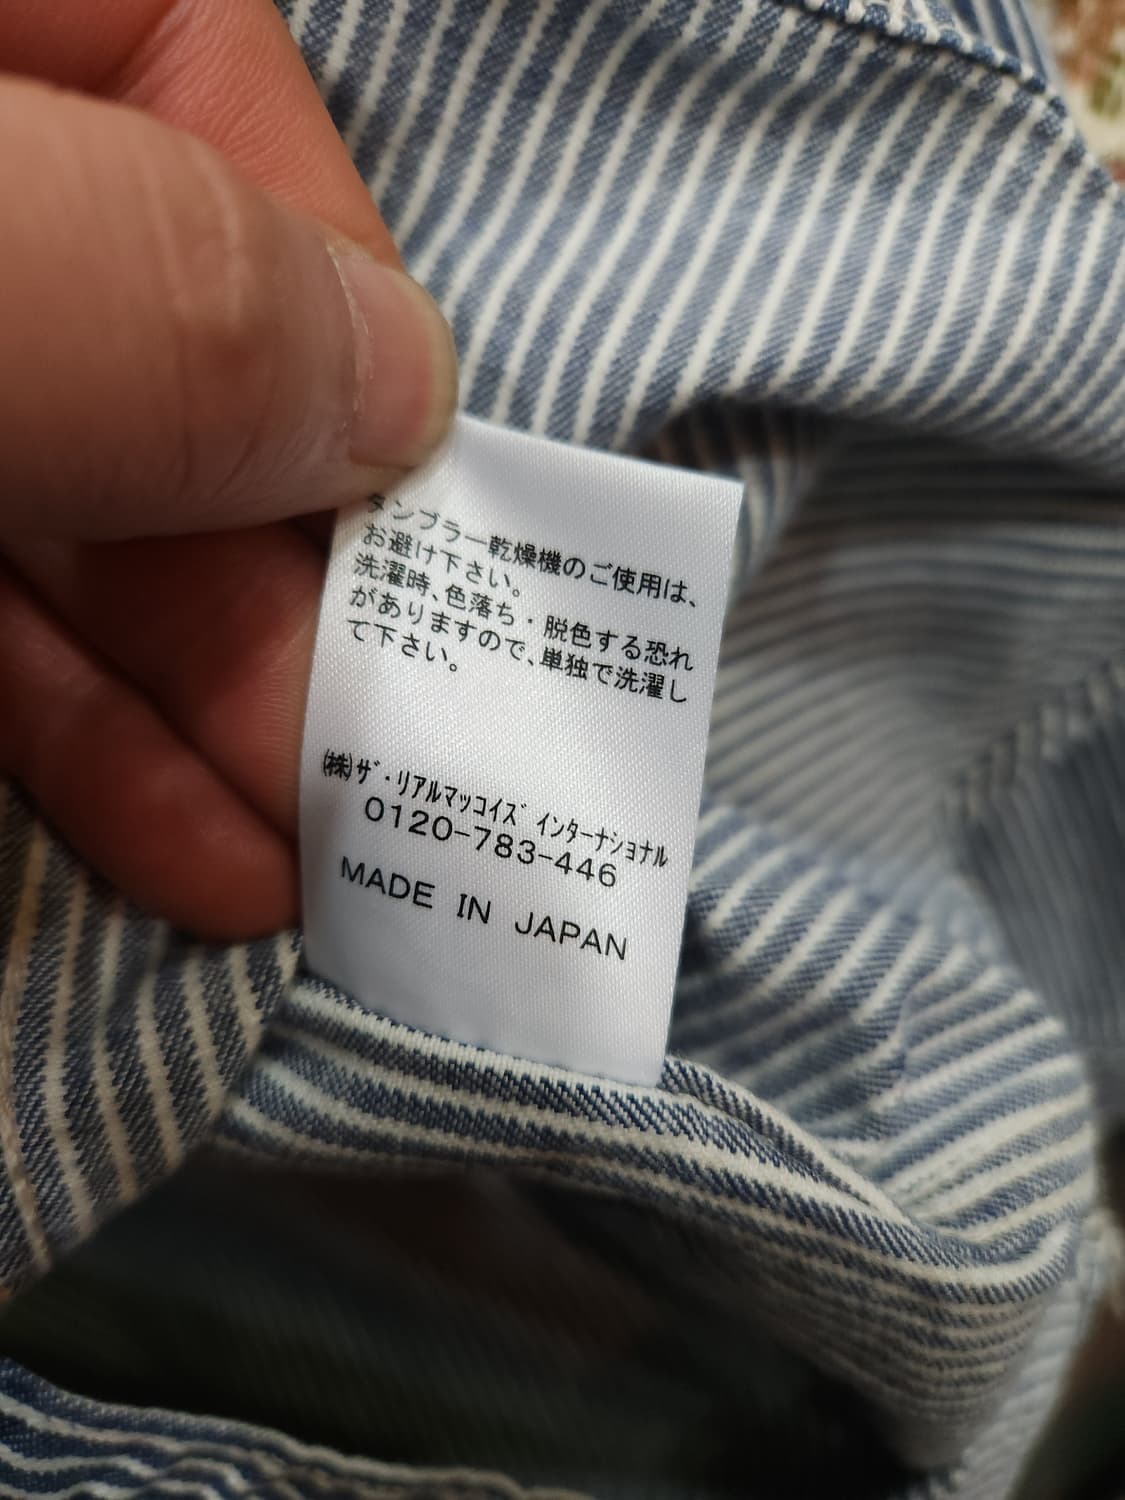 タンブラー乾燥機のご使用は、
お避け下さい。
洗濯時、色落ち・脱色する恐れ
がありますので、単独で洗濯し
て下さい。
㈱ｻﾞ・ﾘｱﾙﾏｯｺｲｽﾞ ｲﾝﾀｰﾅｼｮﾅﾙ
0120-783-446
MADE IN JAPAN